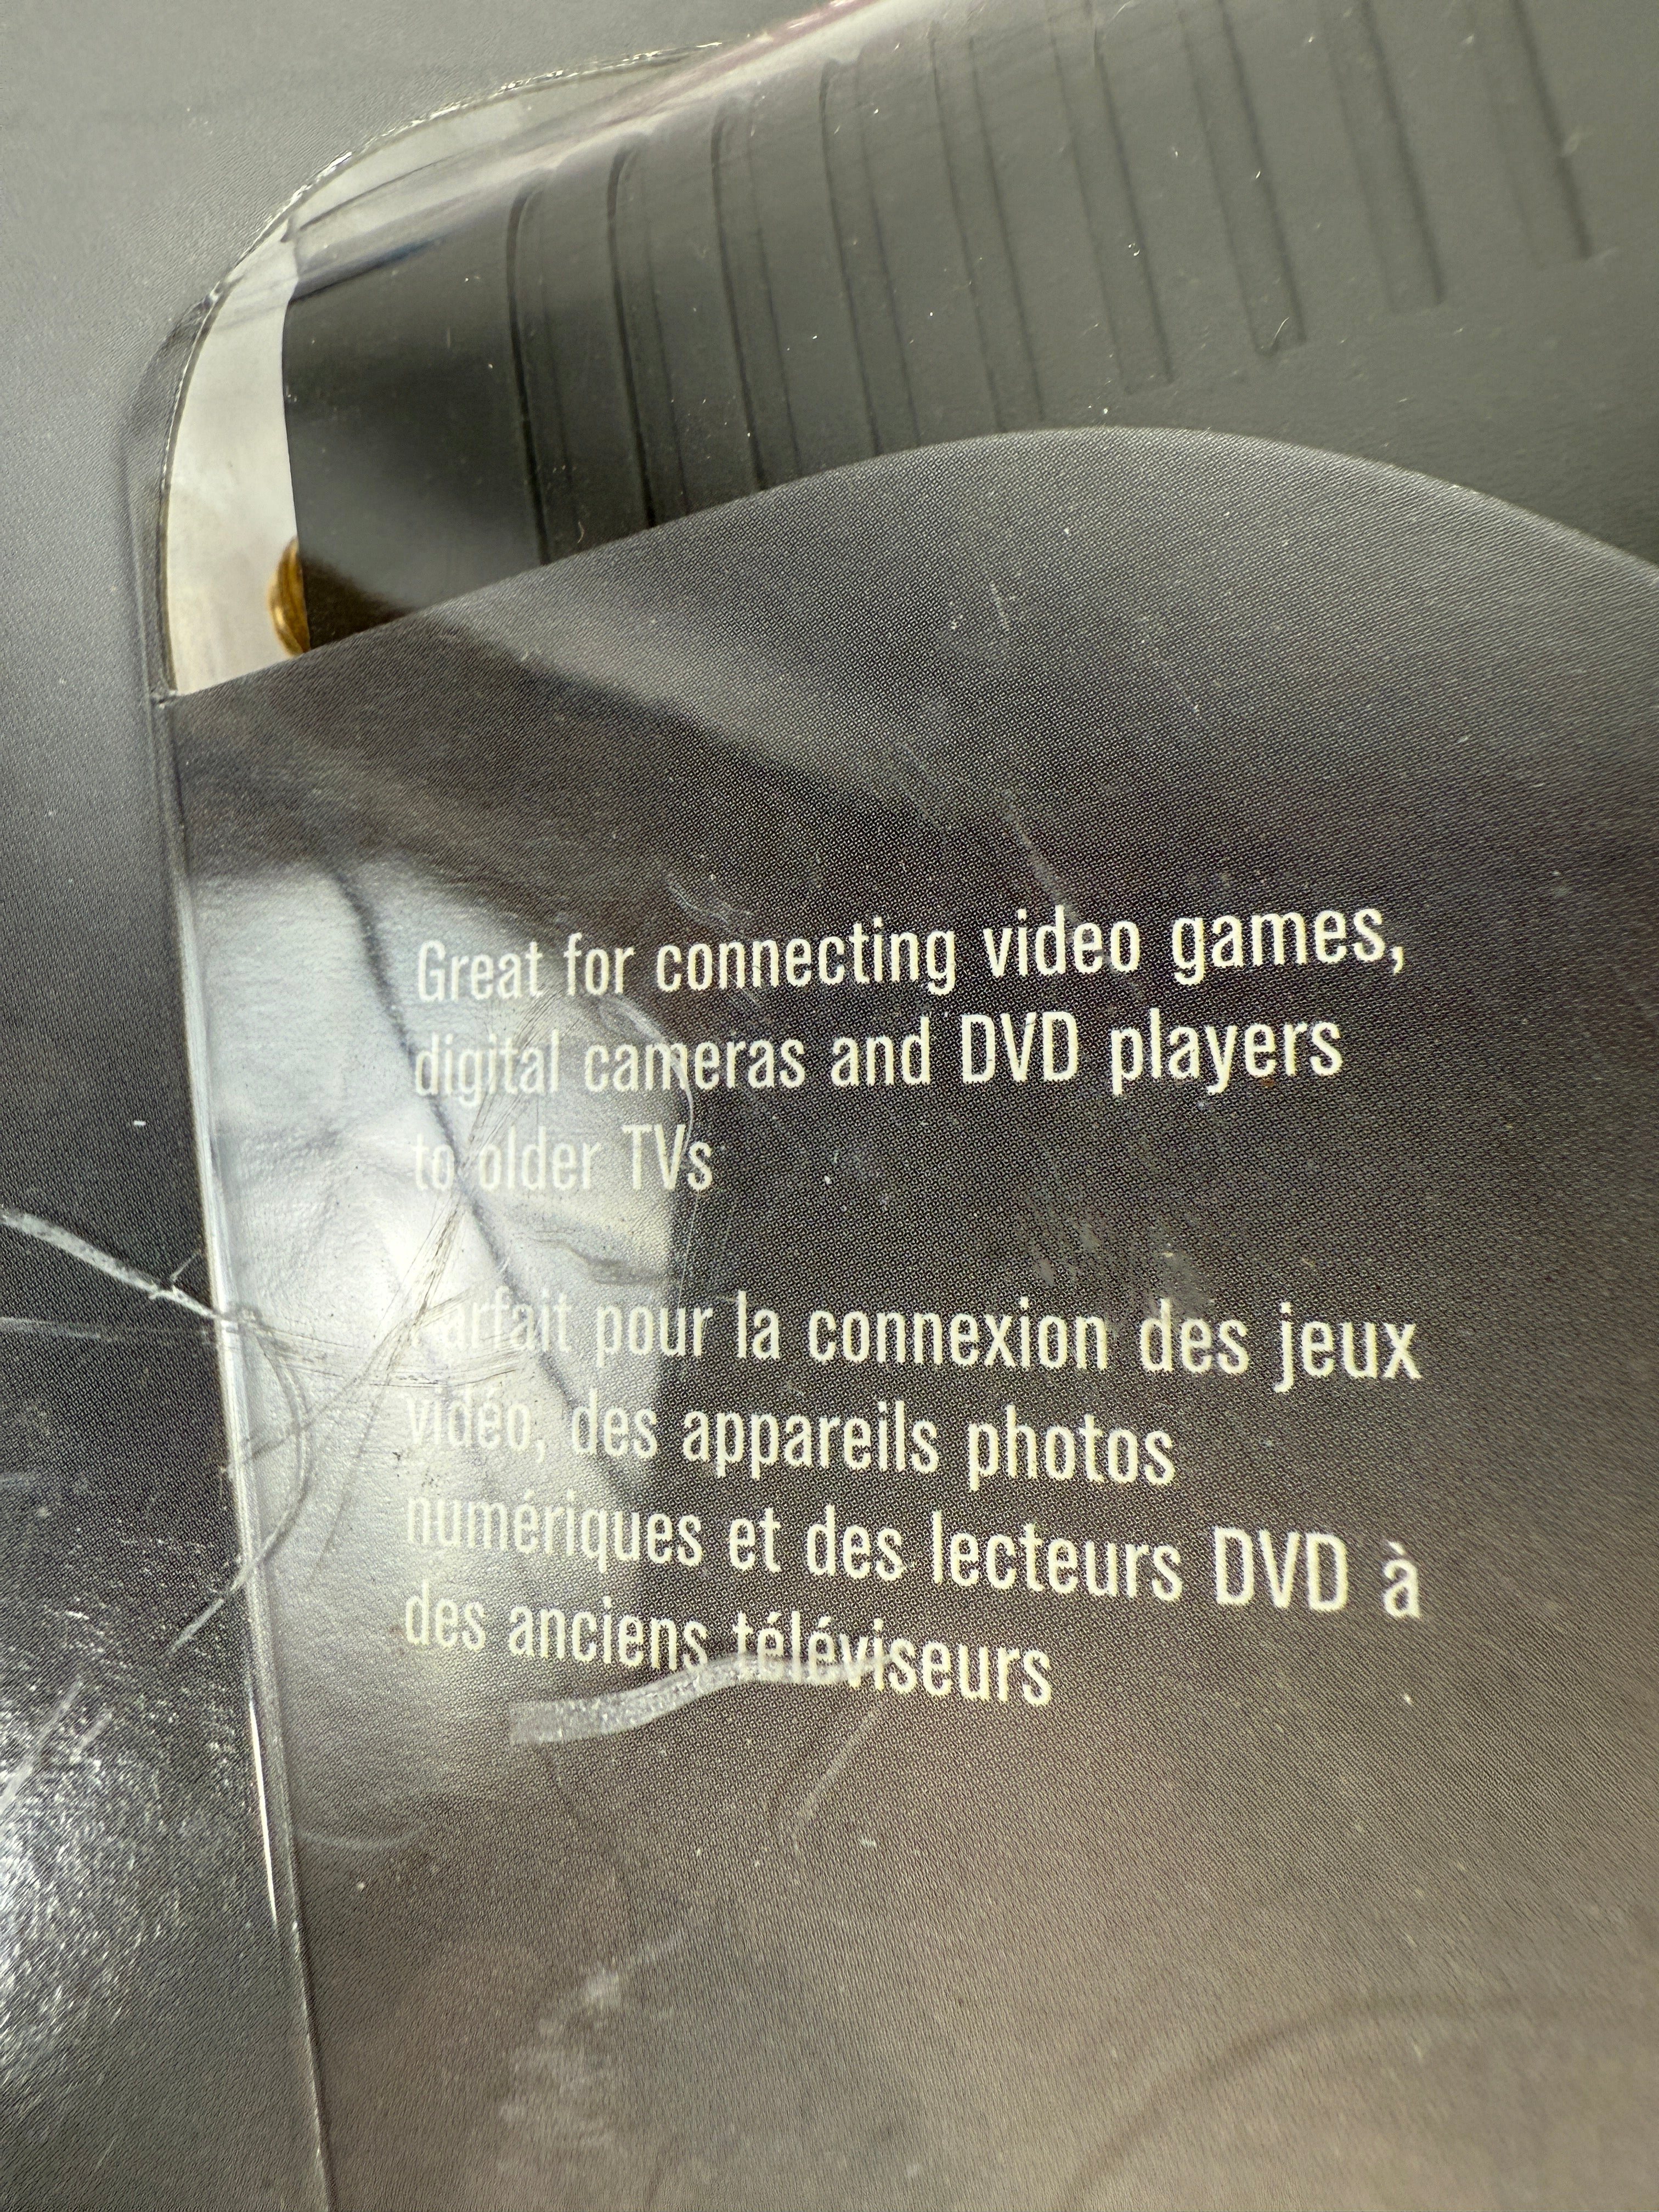 Great for connecting video games,
digital cameras and DVD players
to older TVs
Parfait pour la connexion des jeux
vidéo, des appareils photos
numériques et des lecteurs DVD à
des anciens téléviseurs